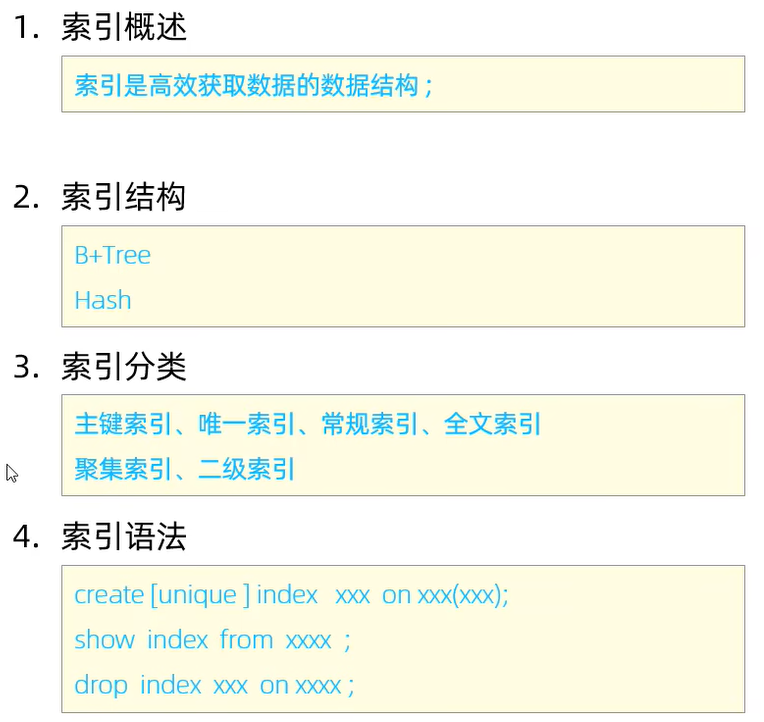 1. 索引概述
索引是高效获取数据的数据结构 ;
2. 索引结构
B+Tree
Hash
3. 索引分类
主键索引、唯一索引、常规索引、全文索引
聚集索引、二级索引
4. 索引语法
create [unique ] index xxx on xxx(xxx);
show index from xxxx ;
drop index xxx on xxxx ;